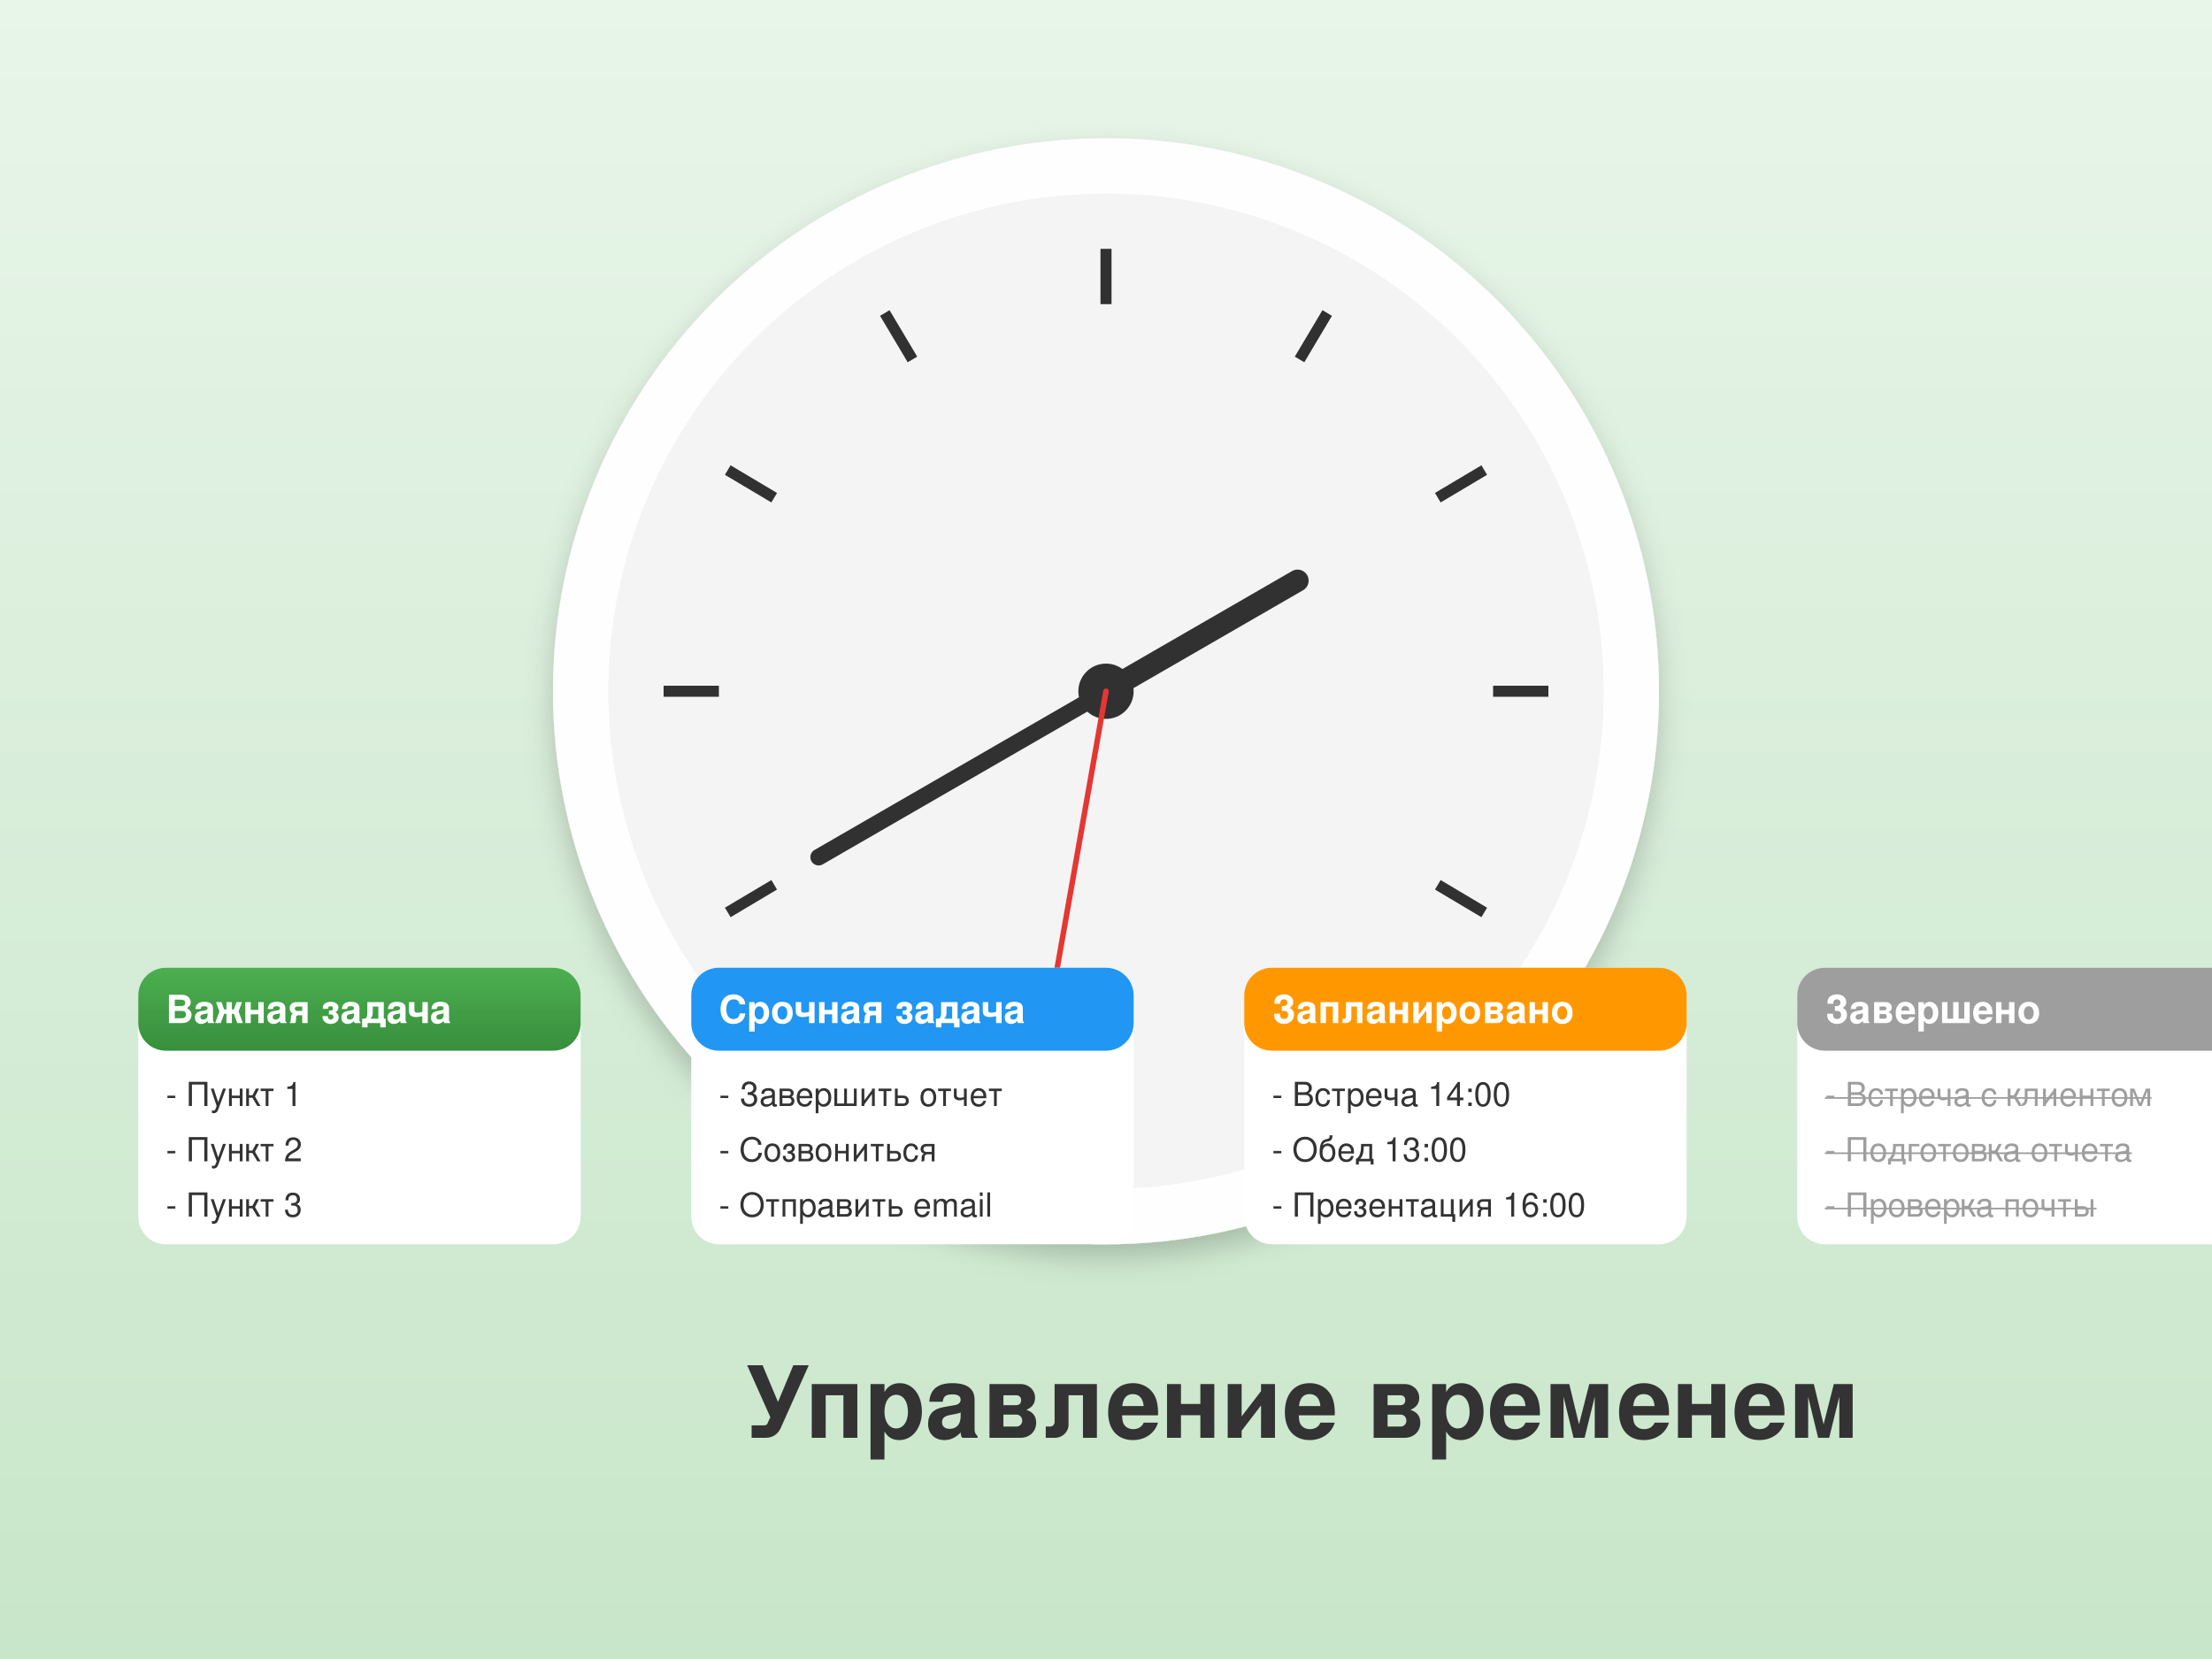 Важная задача
- Пункт 1
- Пункт 2
- Пункт 3
Срочная задача
- Завершить отчет
- Созвониться
- Отправить email
Запланировано
- Встреча 14:00
- Обед 13:00
- Презентация 16:00
Завершено
- Встреча с клиентом
- Подготовка отчета
- Проверка почты
Управление временем